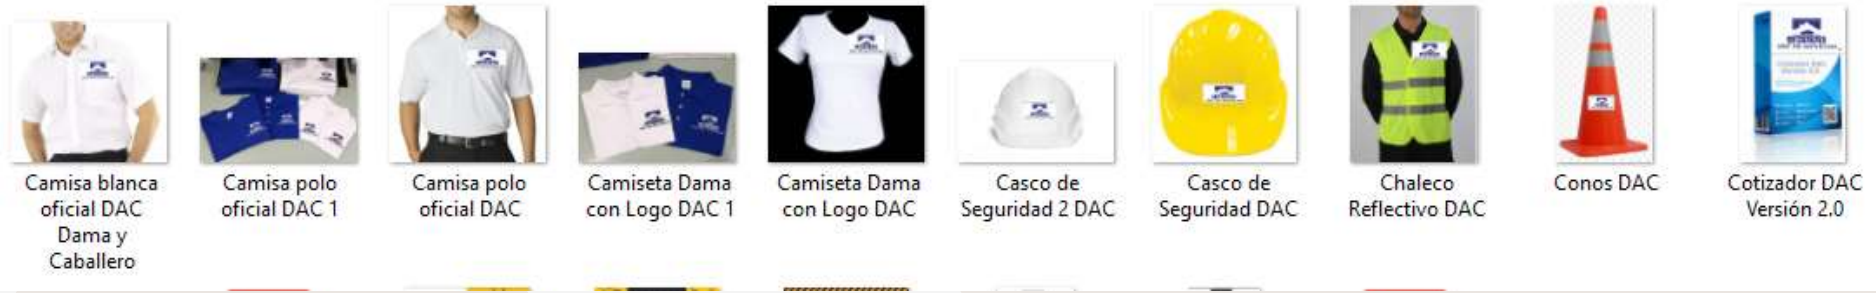 Camisa blanca
oficial DAC
Dama y
Caballero
Camisa polo
oficial DAC 1
Camisa polo
oficial DAC
Camiseta Dama
con Logo DAC 1
Camiseta Dama
con Logo DAC
Casco de
Seguridad 2 DAC
Casco de
Seguridad DAC
Chaleco
Reflectivo DAC
Conos DAC
Cotizador DAC
Versión 2.0